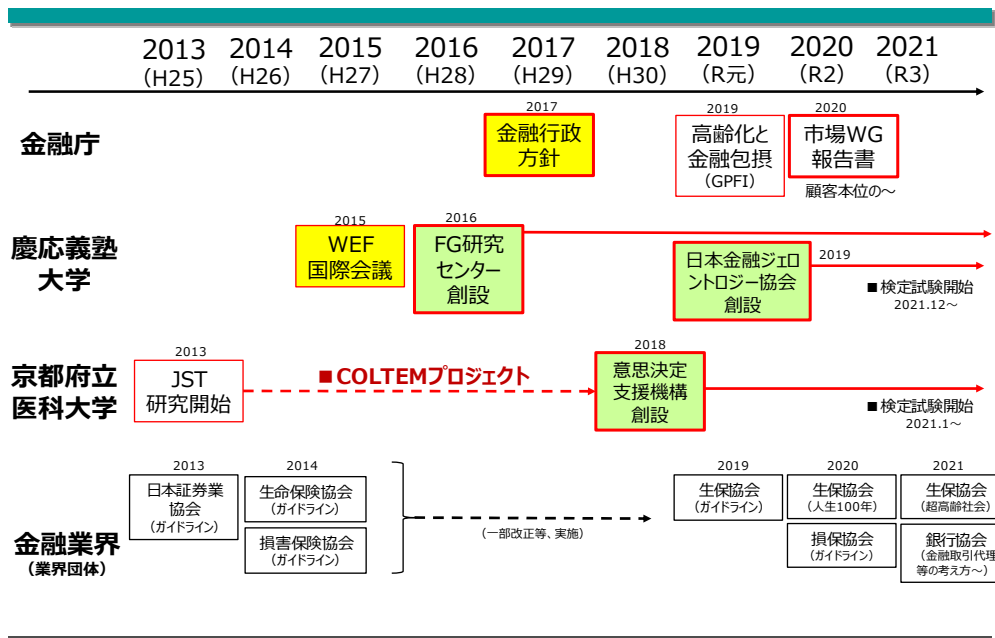 2013 2014 2015 2016 2017 2018 2019 2020 2021
(H25) (H26) (H27) (H28) (H29) (H30) (R元) (R2) (R3)
金融庁
2017
金融行政
方針
2019
高齢化と
金融包摂
(GPFI)
2020
市場WG
報告書
顧客本位の～
慶応義塾
大学
2015
WEF
国際会議
2016
FG研究
センター
創設
日本金融ジェロ
ントロジー協会
創設
2019
■検定試験開始
2021.12～
京都府立
医科大学
2013
JST
研究開始
■COLTEMプロジェクト
2018
意思決定
支援機構
創設
■検定試験開始
2021.1～
金融業界
(業界団体)
2013
日本証券業
協会
(ガイドライン)
2014
生命保険協会
(ガイドライン)
損害保険協会
(ガイドライン)
(一部改正等、実施)
2019
生保協会
(ガイドライン)
2020
生保協会
(人生100年)
損保協会
(ガイドライン)
2021
生保協会
(超高齢社会)
銀行協会
(金融取引代理
等の考え方～)